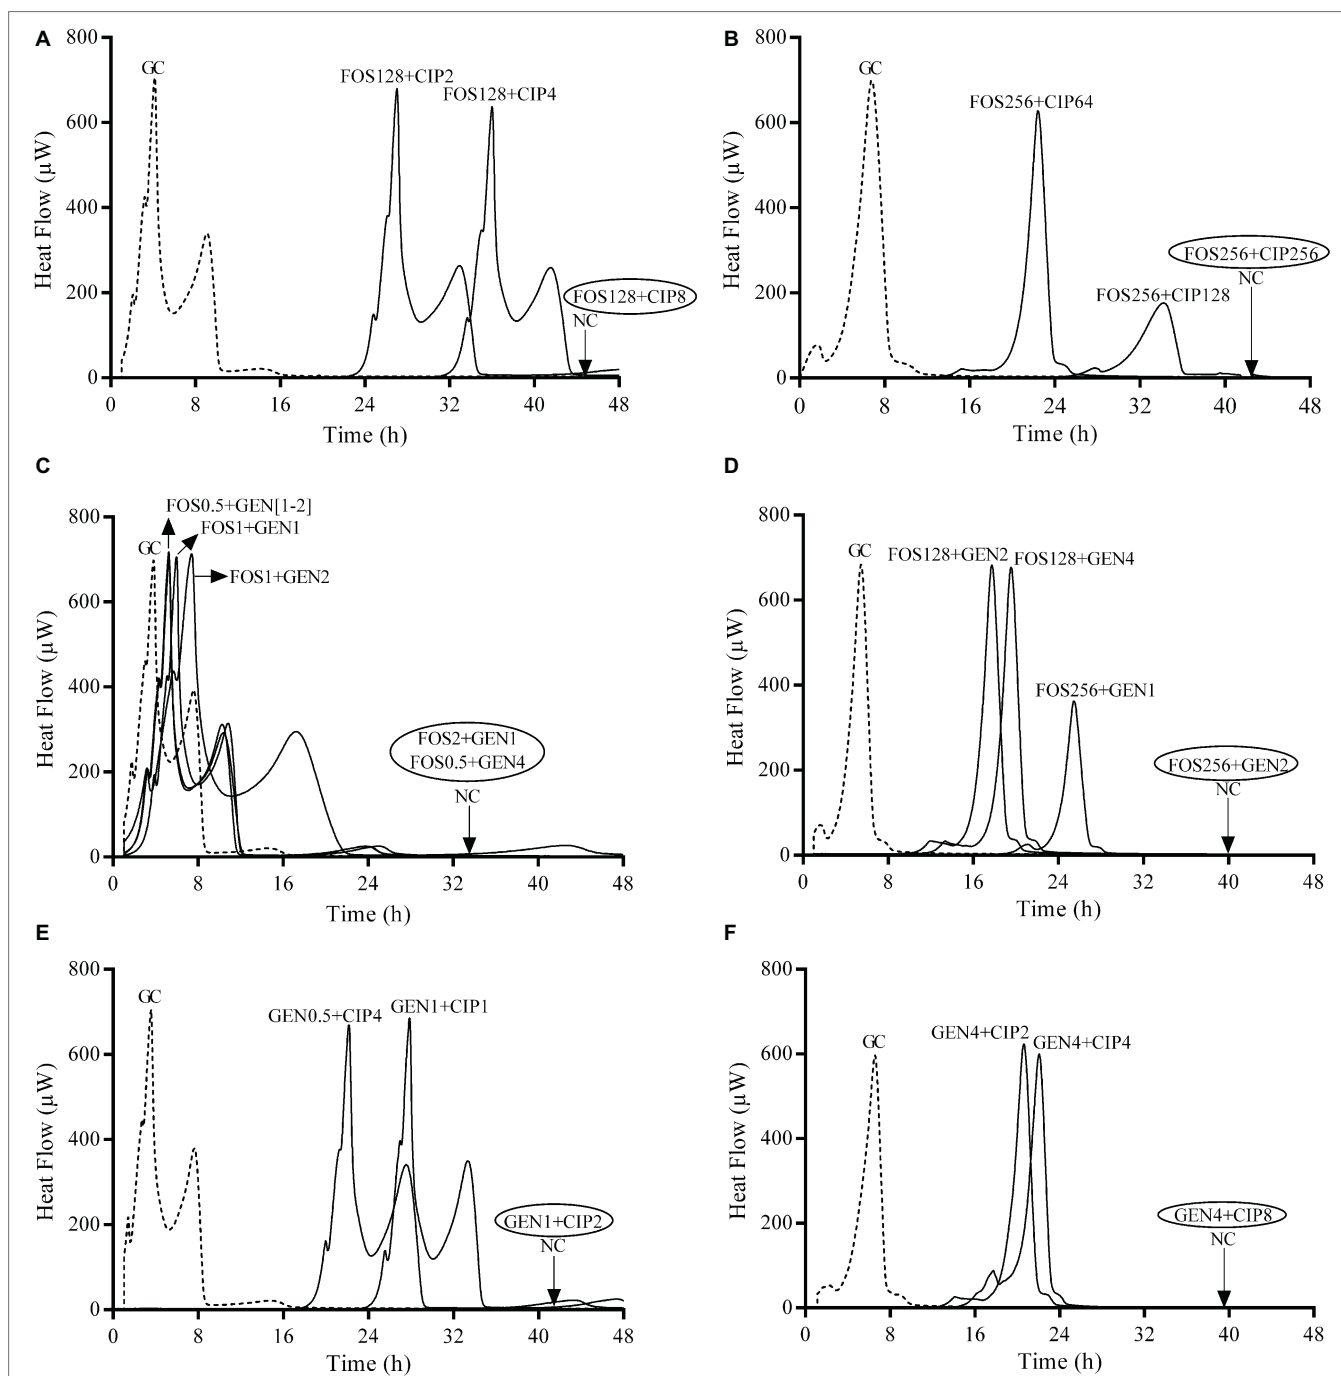 A
800
600
400
200
0
Heat Flow (µW)
GC
FOS128+CIP2
FOS128+CIP4
FOS128+CIP8
NC
0 8 16 24 32 40 48
Time (h)
B
800
600
400
200
0
Heat Flow (µW)
GC
FOS256+CIP64
FOS256+CIP256
NC
FOS256+CIP128
0 8 16 24 32 40 48
Time (h)
C
800
600
400
200
0
Heat Flow (µW)
FOS0.5+GEN[1-2]
FOS1+GEN1
GC
FOS1+GEN2
FOS2+GEN1
FOS0.5+GEN4
NC
0 8 16 24 32 40 48
Time (h)
D
800
600
400
200
0
Heat Flow (µW)
GC
FOS128+GEN2
FOS128+GEN4
FOS256+GEN1
FOS256+GEN2
NC
0 8 16 24 32 40 48
Time (h)
E
800
600
400
200
0
Heat Flow (µW)
GC
GEN0.5+CIP4
GEN1+CIP1
GEN1+CIP2
NC
0 8 16 24 32 40 48
Time (h)
F
800
600
400
200
0
Heat Flow (µW)
GC
GEN4+CIP2
GEN4+CIP4
GEN4+CIP8
NC
0 8 16 24 32 40 48
Time (h)